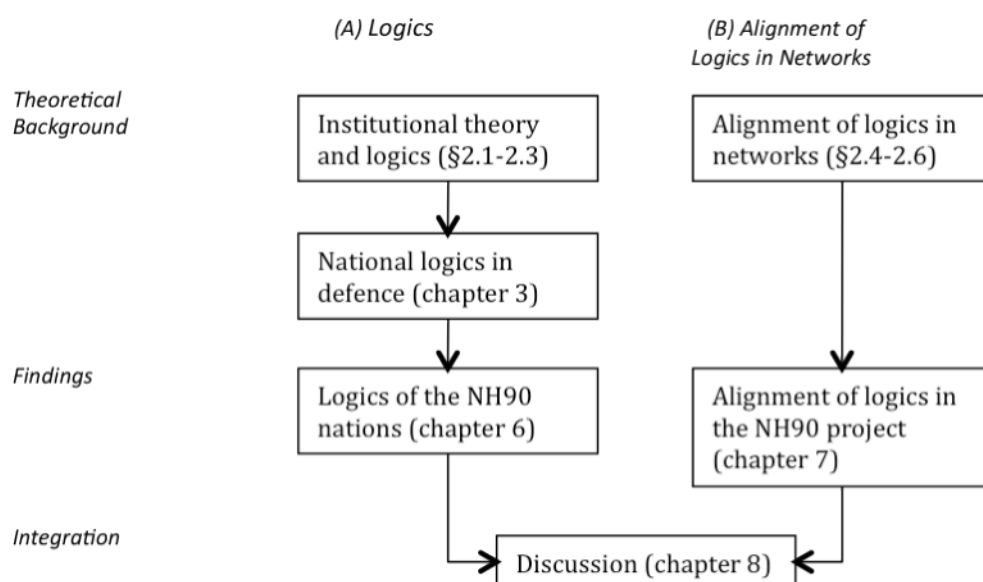 (A) Logics
(B) Alignment of
Logics in Networks
Theoretical
Background
Institutional theory
and logics (§2.1-2.3)
Alignment of logics in
networks (§2.4-2.6)
National logics in
defence (chapter 3)
Findings
Logics of the NH90
nations (chapter 6)
Alignment of logics in
the NH90 project
(chapter 7)
Integration
Discussion (chapter 8)